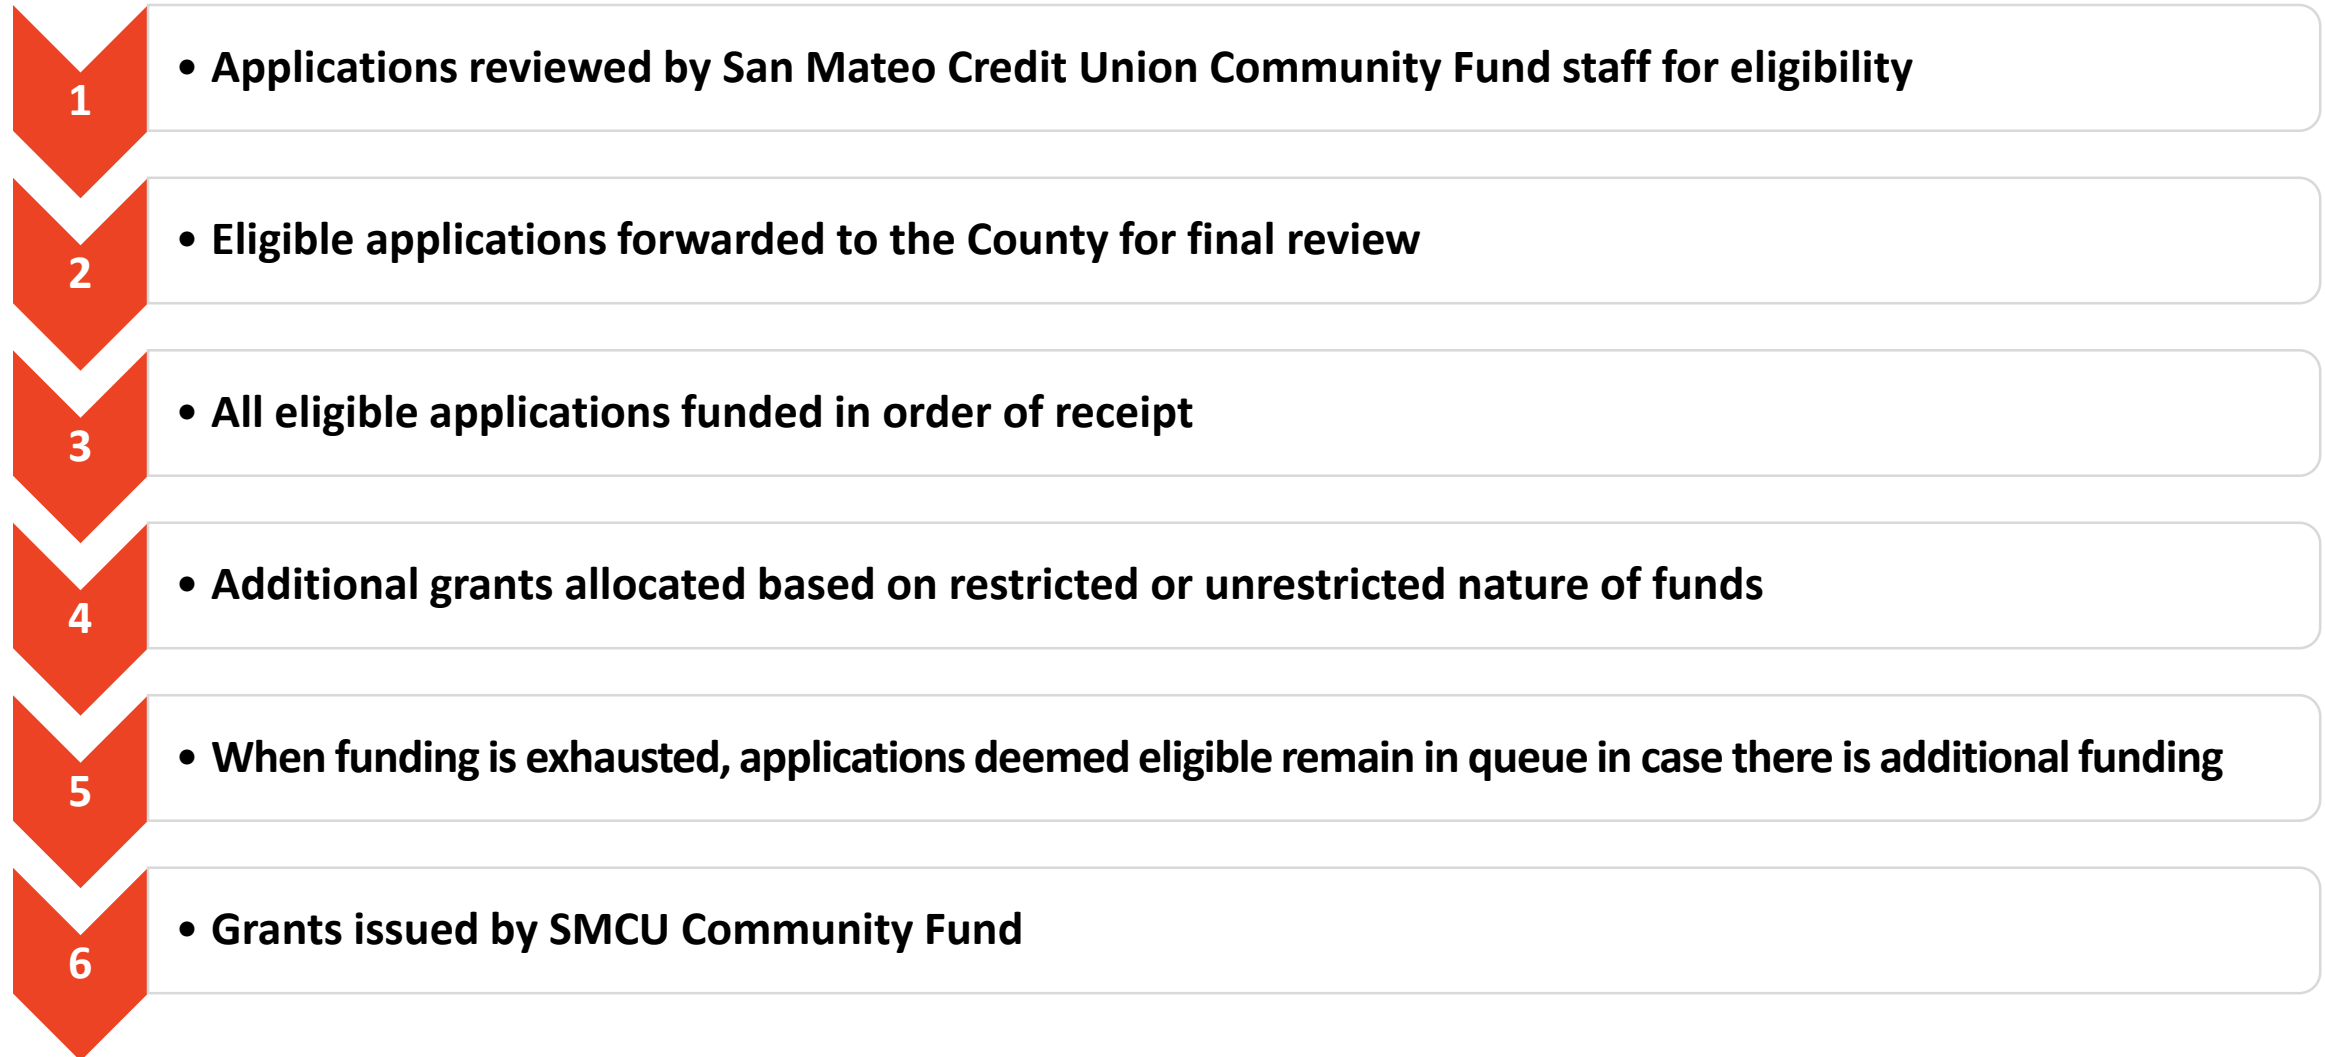 1
• Applications reviewed by San Mateo Credit Union Community Fund staff for eligibility
2
• Eligible applications forwarded to the County for final review
3
• All eligible applications funded in order of receipt
4
• Additional grants allocated based on restricted or unrestricted nature of funds
5
• When funding is exhausted, applications deemed eligible remain in queue in case there is additional funding
6
• Grants issued by SMCU Community Fund